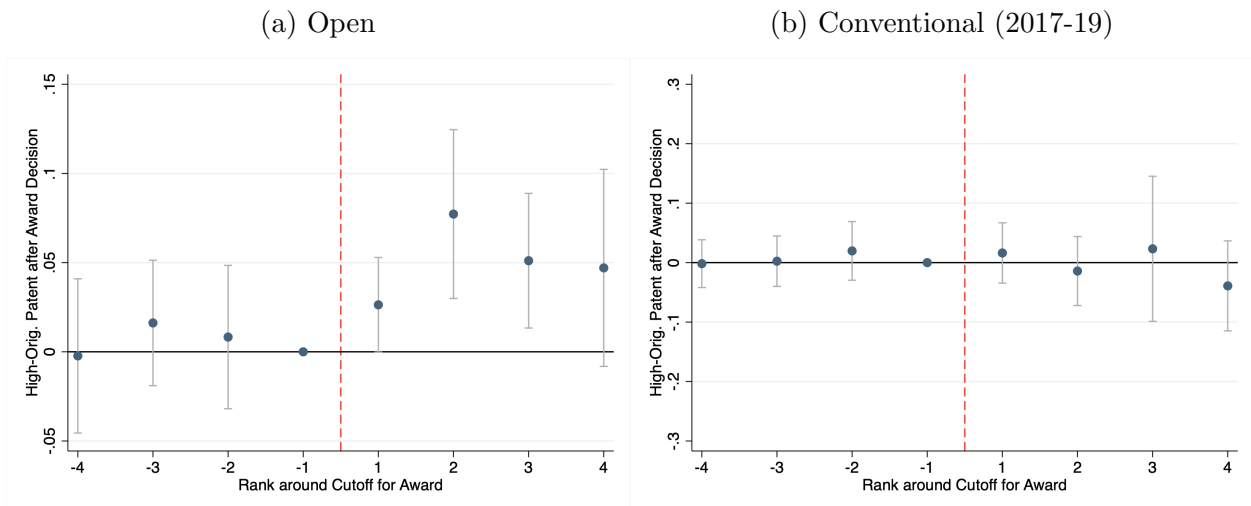 (a) Open
High-Orig. Patent after Award Decision
.15
.1
.05
0
-.05
-4 -3 -2 -1 1 2 3 4
Rank around Cutoff for Award
(b) Conventional (2017-19)
High-Orig. Patent after Award Decision
.3
.2
.1
0
-.1
-.2
-.3
-4 -3 -2 -1 1 2 3 4
Rank around Cutoff for Award